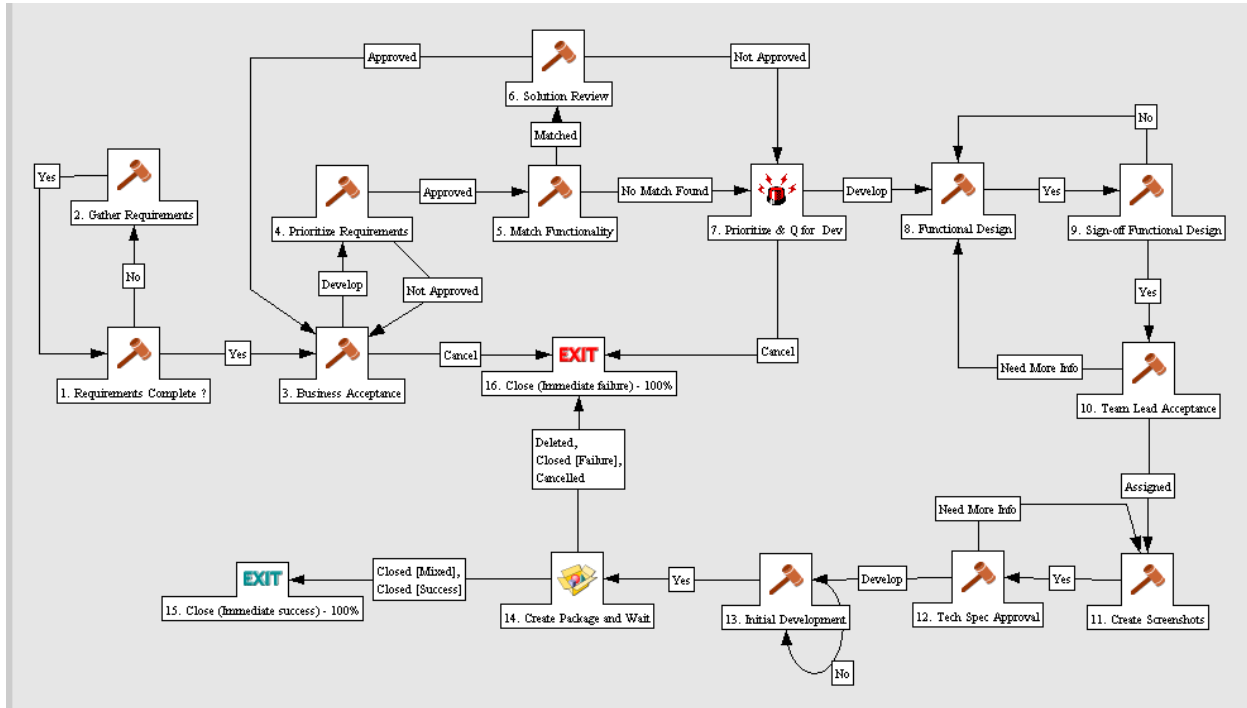 Approved
Not Approved
6. Solution Review
Matched
No
Yes
2. Gather Requirements
Approved
No Match Found
Develop
Yes
4. Prioritize Requirements
5. Match Functionality
7. Prioritize & Q for Dev
8. Functional Design
9. Sign-off Functional Design
No
Develop
Not Approved
Yes
Yes
Cancel
EXIT
Cancel
Need More Info
1. Requirements Complete ?
3. Business Acceptance
16. Close (Immediate failure) - 100%
10. Team Lead Acceptance
Deleted,
Closed [Failure],
Cancelled
Assigned
Need More Info
EXIT
Closed [Mixed],
Closed [Success]
Yes
Develop
Yes
15. Close (Immediate success) - 100%
14. Create Package and Wait
13. Initial Development
12. Tech Spec Approval
11. Create Screenshots
No